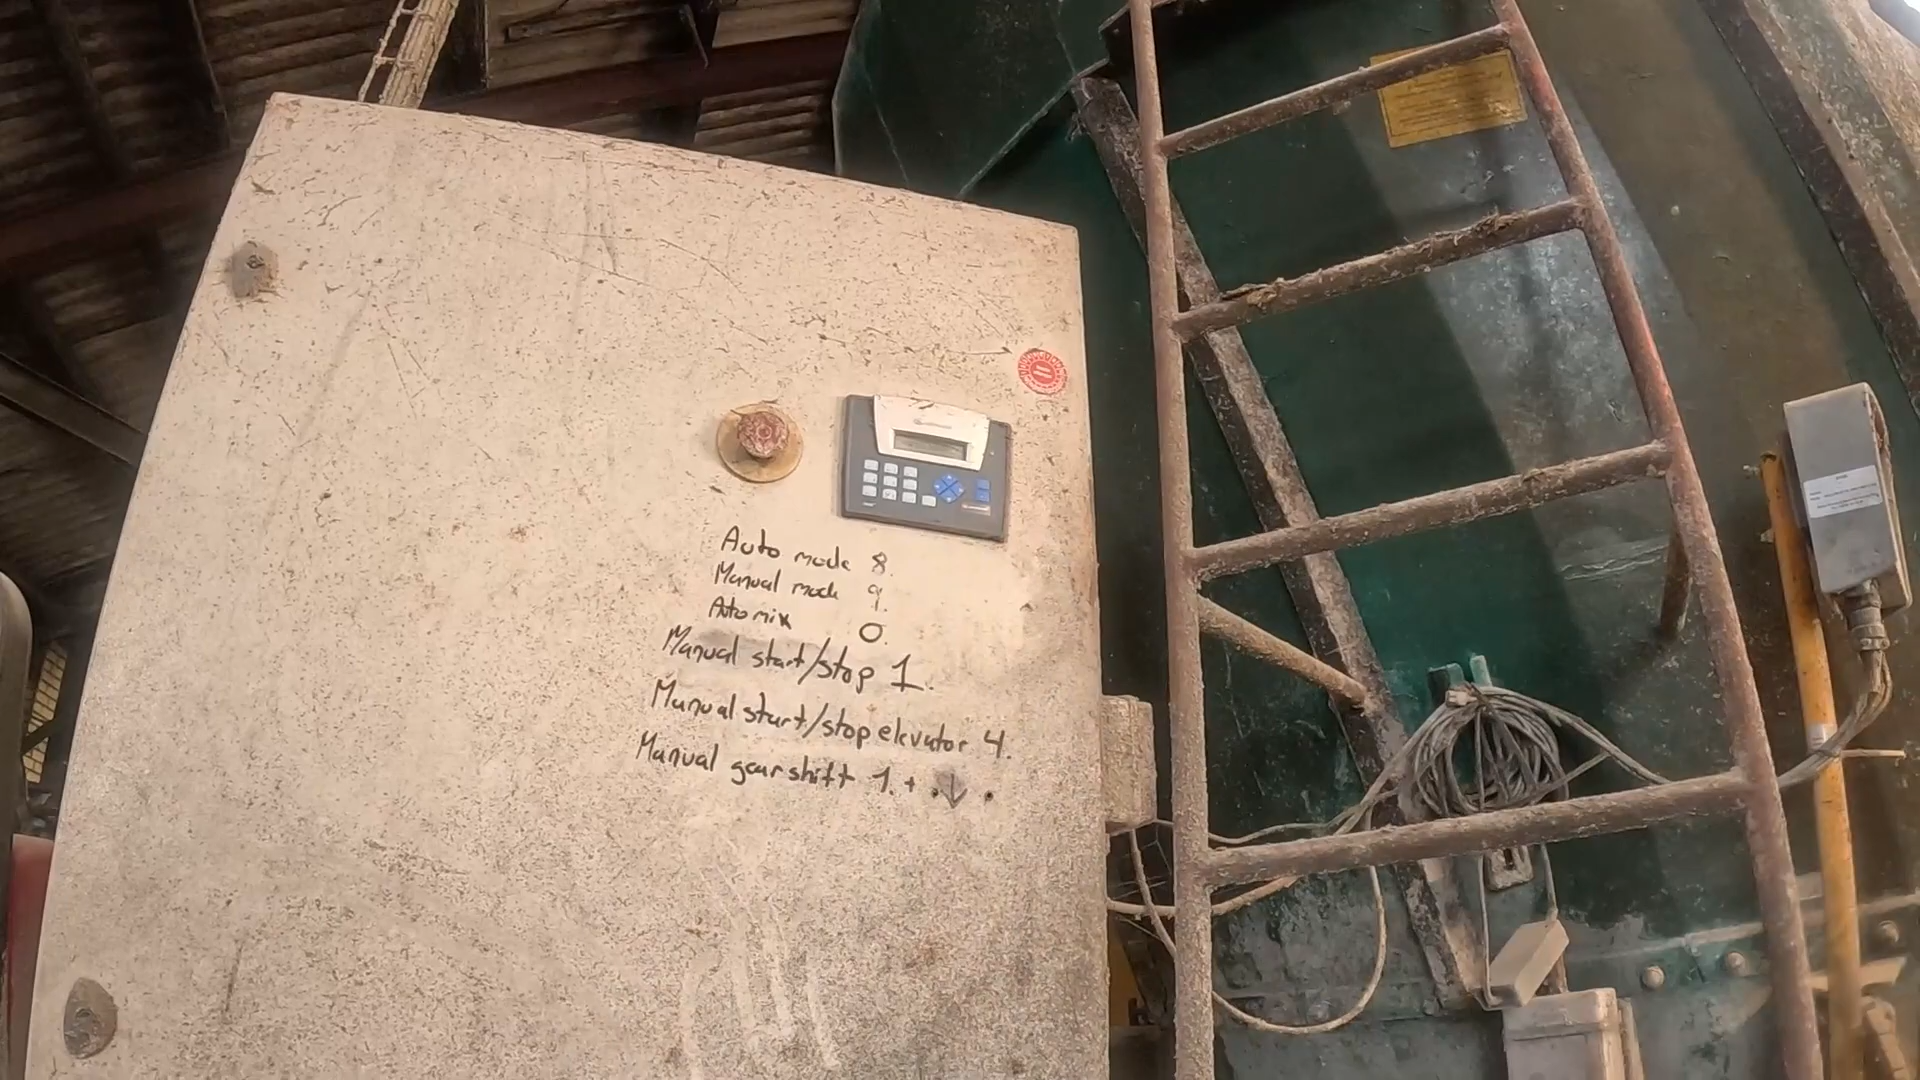 Auto mode 8.
Manual mode 9.
Auto mix 0.
Manual start/stop 1.
Manual start/stop elevator 4.
Manual gearshift 1. + ↓